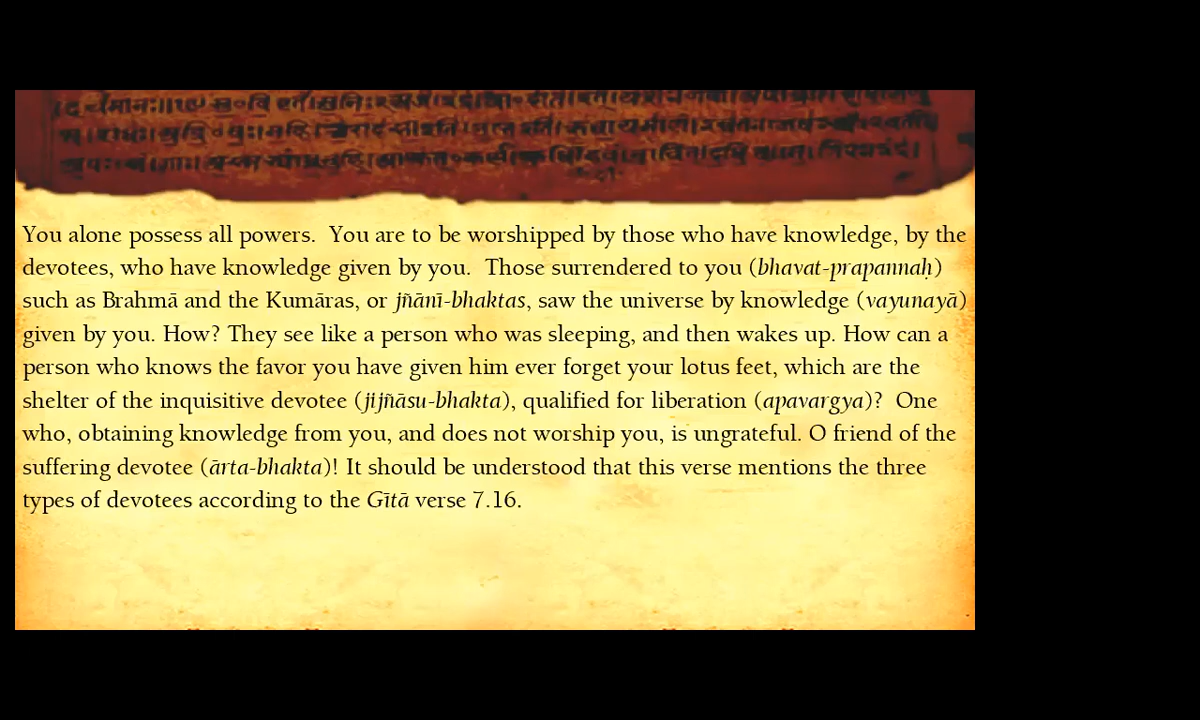 You alone possess all powers.  You are to be worshipped by those who have knowledge, by the
devotees, who have knowledge given by you.  Those surrendered to you (bhavat-prapannaḥ)
such as Brahmā and the Kumāras, or jñānī-bhaktas, saw the universe by knowledge (vayunayā)
given by you. How? They see like a person who was sleeping, and then wakes up. How can a
person who knows the favor you have given him ever forget your lotus feet, which are the
shelter of the inquisitive devotee (jijñāsu-bhakta), qualified for liberation (apavargya)?  One
who, obtaining knowledge from you, and does not worship you, is ungrateful. O friend of the
suffering devotee (ārta-bhakta)! It should be understood that this verse mentions the three
types of devotees according to the Gītā verse 7.16.